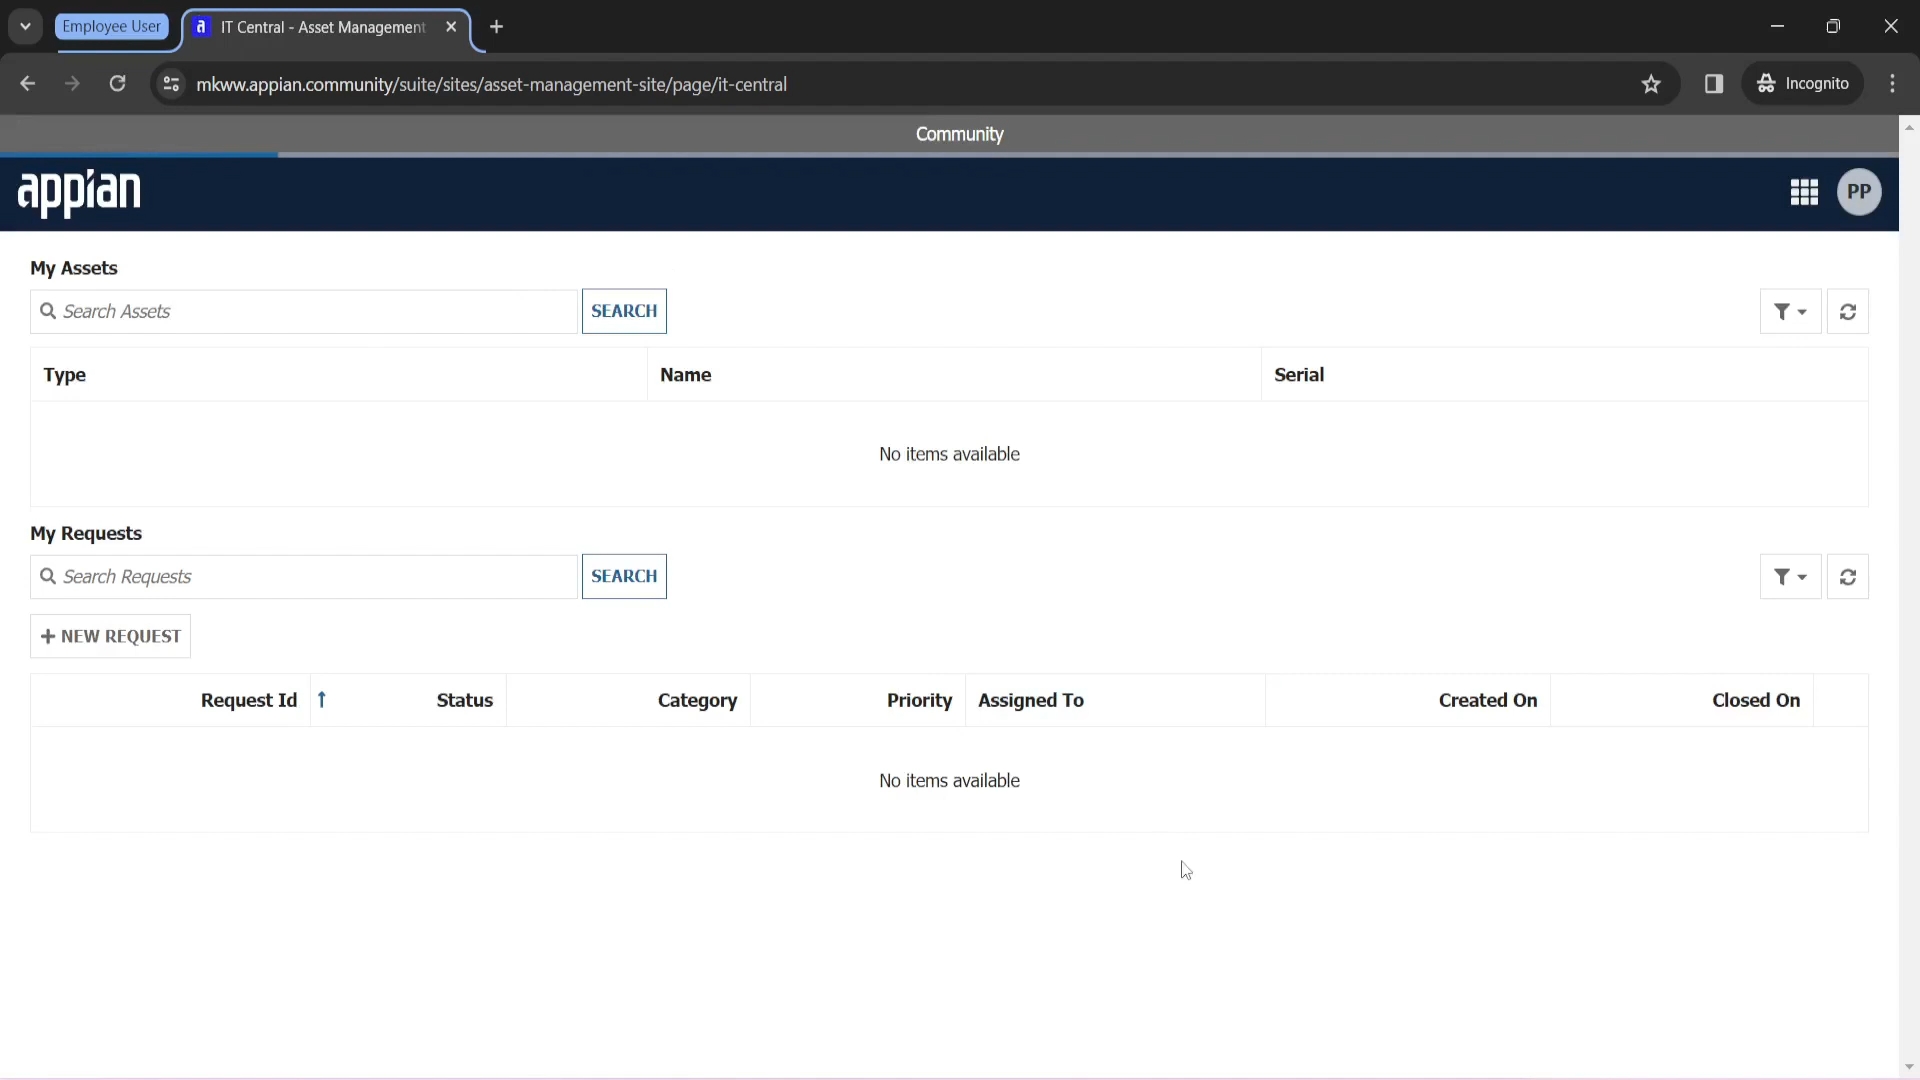 Employee User
a IT Central - Asset Management
mkww.appian.community/suite/sites/asset-management-site/page/it-central
Incognito
Community
appian
PP
My Assets
Search Assets
SEARCH
Type Name Serial
No items available
My Requests
Search Requests
SEARCH
+ NEW REQUEST
Request Id ↑ Status Category Priority Assigned To Created On Closed On
No items available